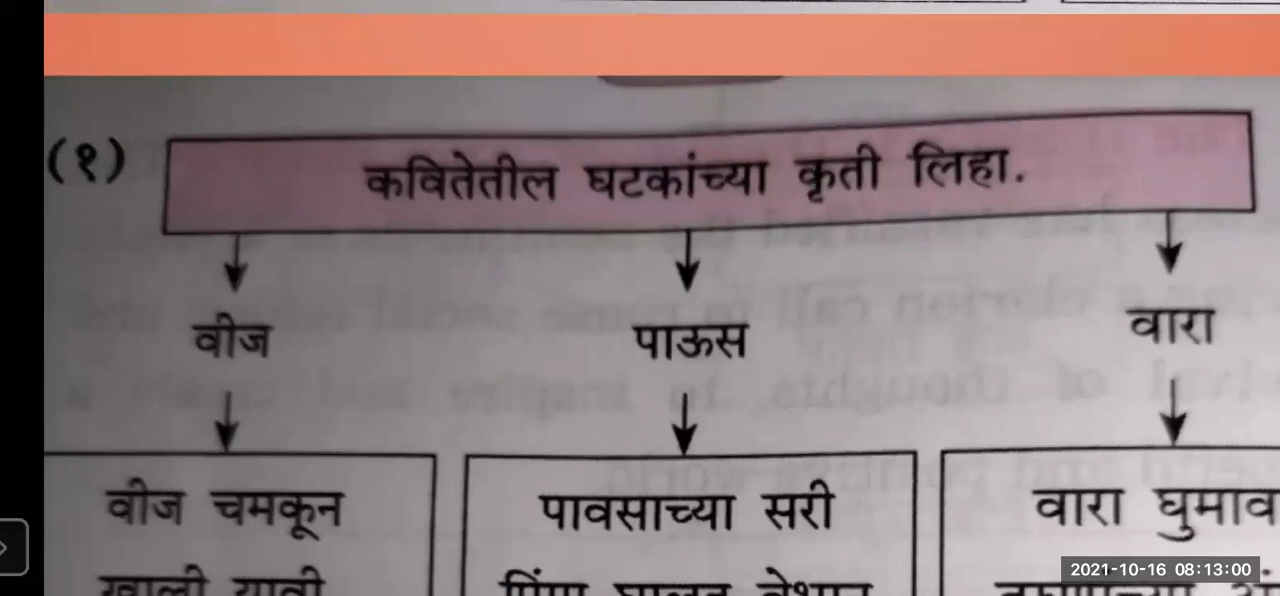 (१) कवितेतील घटकांच्या कृती लिहा.
वीज पाऊस वारा
वीज चमकून पावसाच्या सरी वारा घुमाव
खाली यावी
2021-10-16 08:13:00